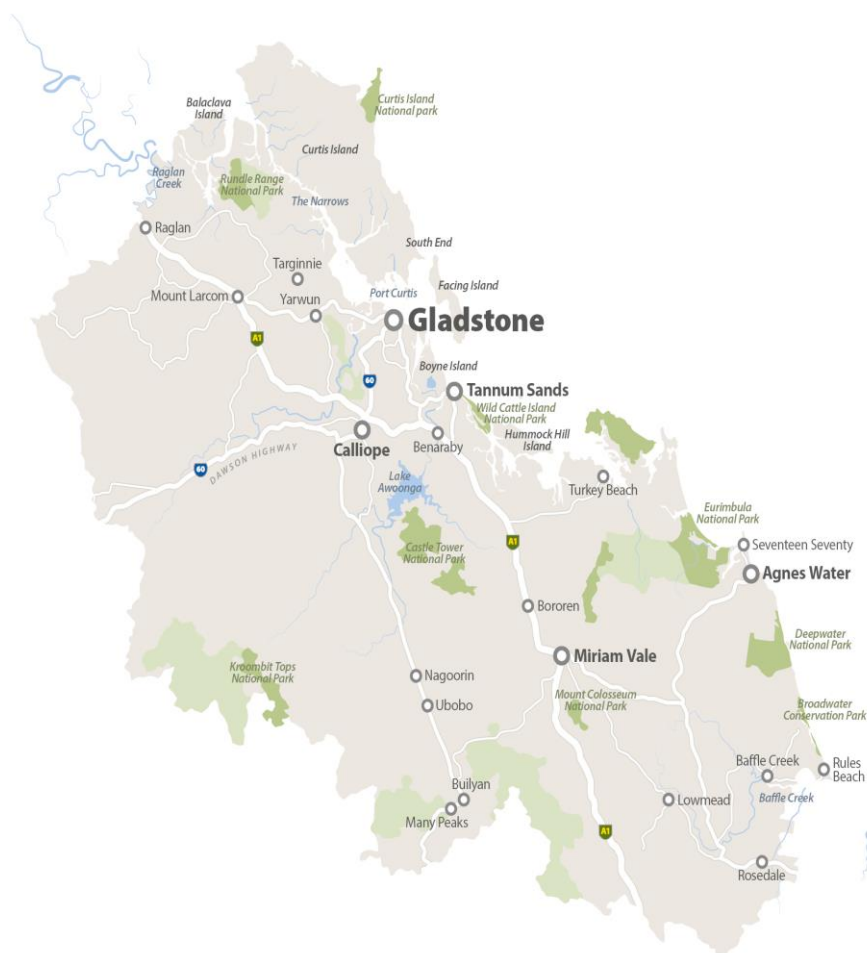 Balaclava
Island
Curtis Island
National park
Curtis Island
Raglan
Creek
Rundle Range
National Park
The Narrows
Raglan
South End
Targinnie
Facing Island
Mount Larcom
Yarwun
Port Curtis
Gladstone
A1
Boyne Island
60
Tannum Sands
Wild Cattle Island
National Park
Calliope
Benaraby
Hummock Hill
Island
DAWSON HIGHWAY
60
Lake
Awoonga
Turkey Beach
Eurimbula
National Park
A1
Seventeen Seventy
Castle Tower
National Park
Agnes Water
Bororen
Deepwater
National Park
Miriam Vale
Kroombit Tops
National Park
Nagoorin
Mount Colosseum
National Park
Ubobo
Broadwater
Conservation Park
Baffle Creek
Rules
Beach
Builyan
Baffle Creek
Lowmead
Many Peaks
A1
Rosedale